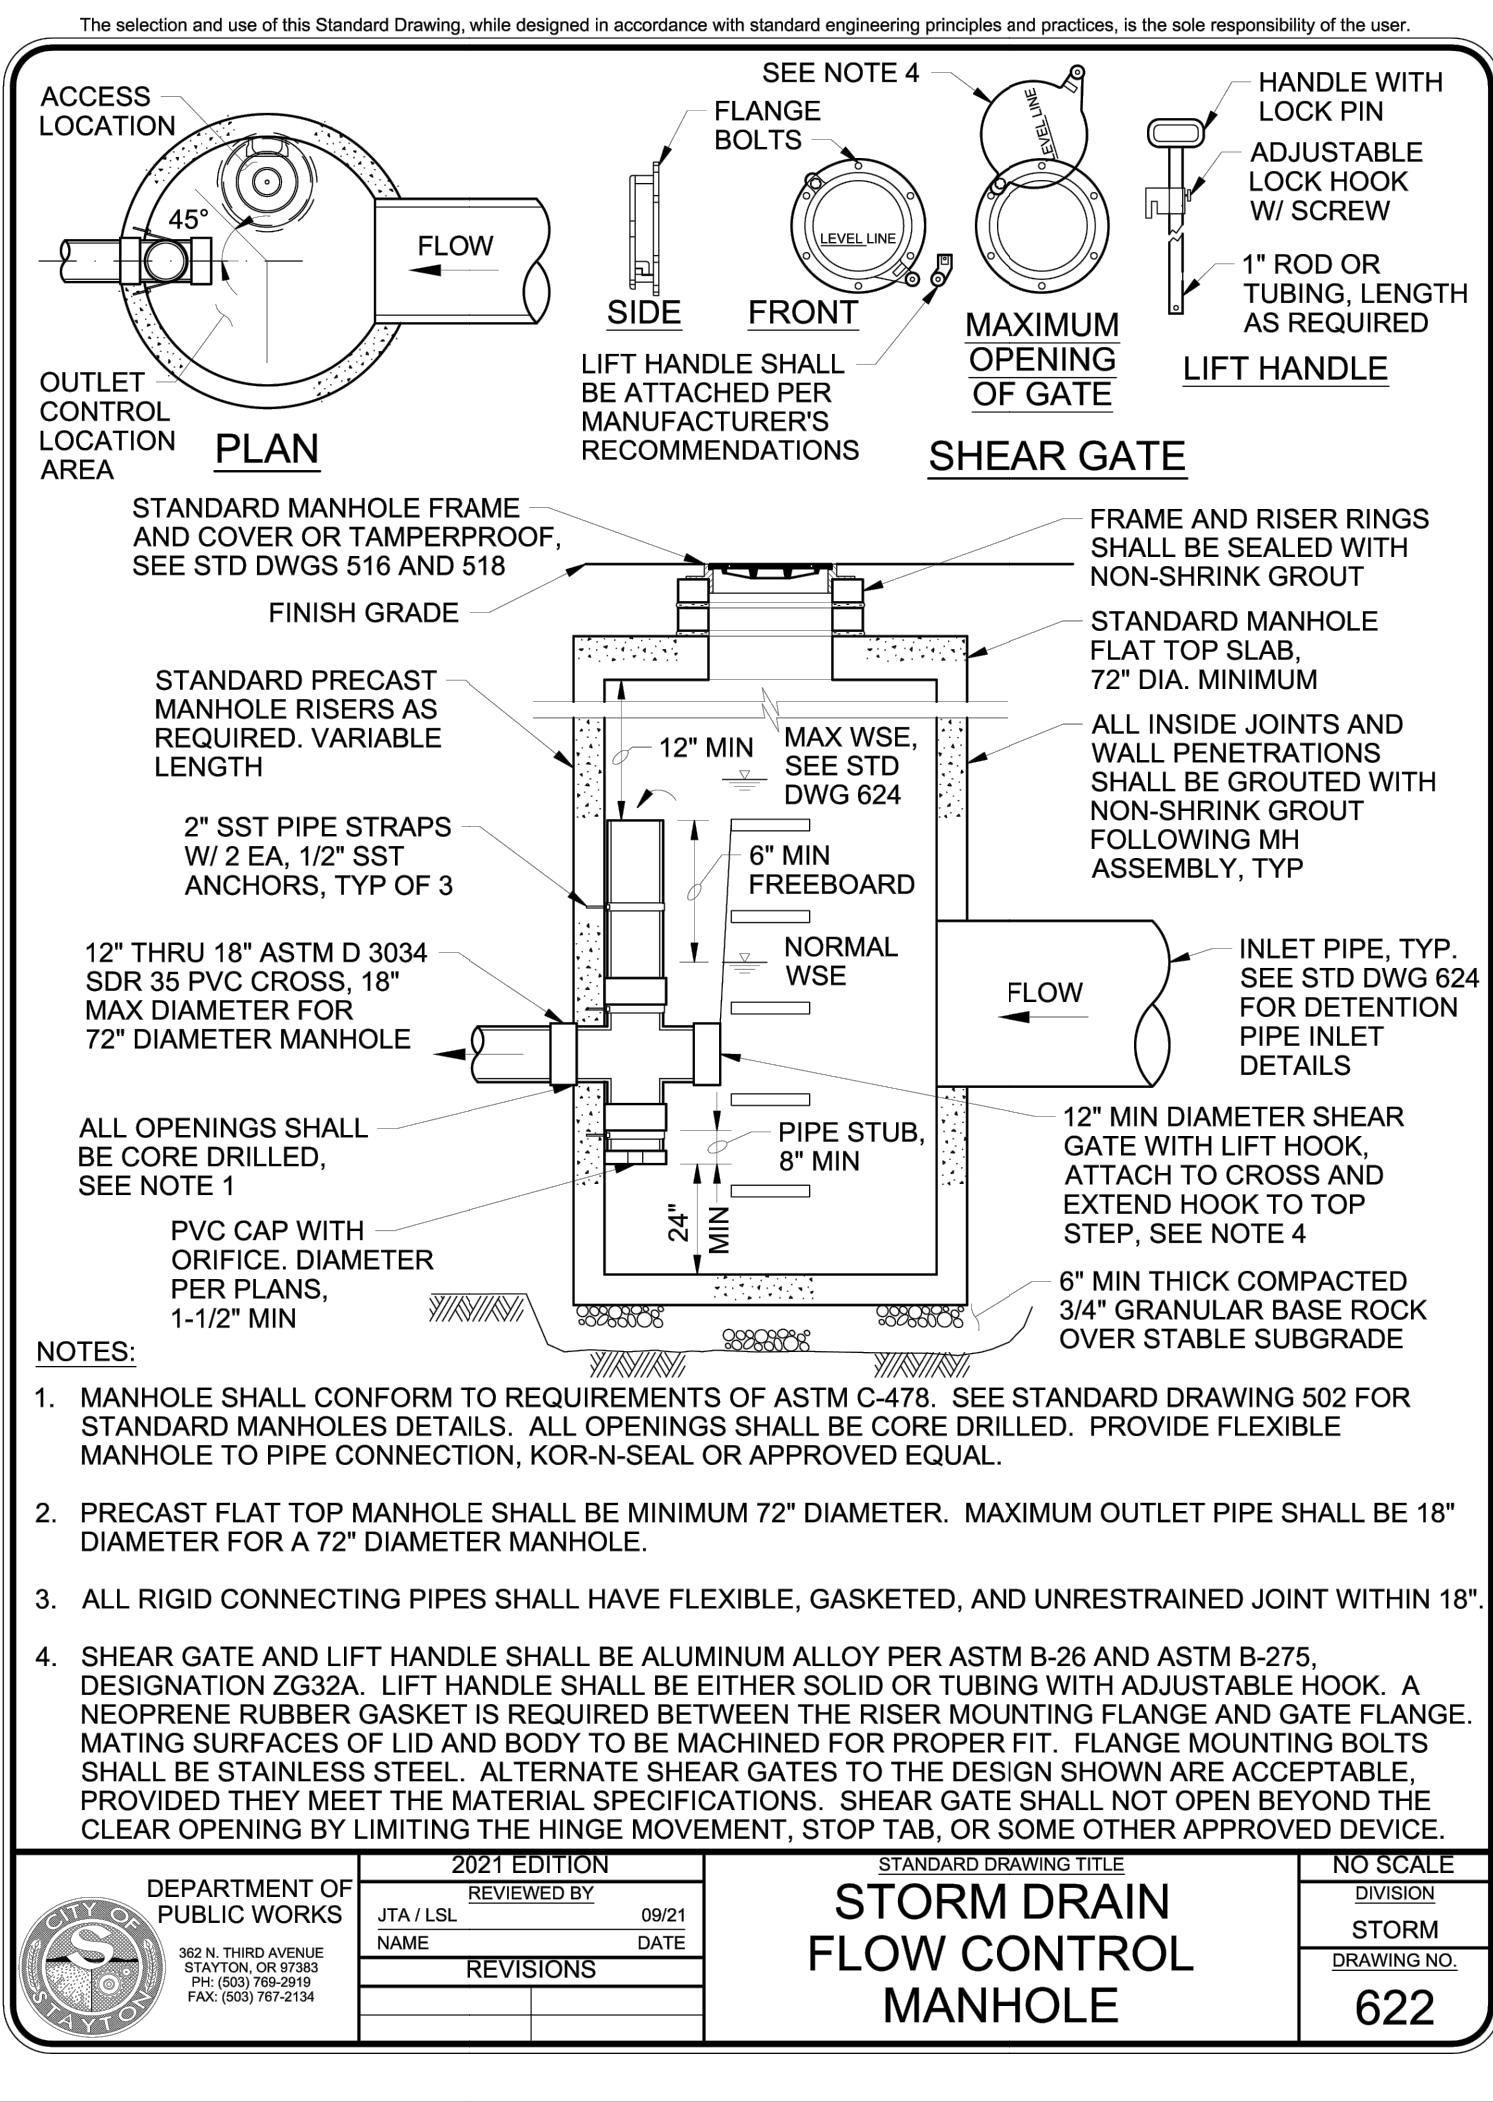 The selection and use of this Standard Drawing, while designed in accordance with standard engineering principles and practices, is the sole responsibility of the user.
ACCESS
LOCATION
45°
FLOW
OUTLET
CONTROL
LOCATION
AREA
PLAN
SEE NOTE 4
FLANGE
BOLTS
LEVEL LINE
LEVEL LINE
SIDE
FRONT
MAXIMUM
OPENING
OF GATE
LIFT HANDLE SHALL
BE ATTACHED PER
MANUFACTURER'S
RECOMMENDATIONS
HANDLE WITH
LOCK PIN
ADJUSTABLE
LOCK HOOK
W/ SCREW
1" ROD OR
TUBING, LENGTH
AS REQUIRED
LIFT HANDLE
SHEAR GATE
STANDARD MANHOLE FRAME
AND COVER OR TAMPERPROOF,
SEE STD DWGS 516 AND 518
FINISH GRADE
STANDARD PRECAST
MANHOLE RISERS AS
REQUIRED. VARIABLE
LENGTH
2" SST PIPE STRAPS
W/ 2 EA, 1/2" SST
ANCHORS, TYP OF 3
12" THRU 18" ASTM D 3034
SDR 35 PVC CROSS, 18"
MAX DIAMETER FOR
72" DIAMETER MANHOLE
ALL OPENINGS SHALL
BE CORE DRILLED,
SEE NOTE 1
PVC CAP WITH
ORIFICE. DIAMETER
PER PLANS,
1-1/2" MIN
12" MIN
MAX WSE,
SEE STD
DWG 624
6" MIN
FREEBOARD
NORMAL
WSE
PIPE STUB,
8" MIN
24"
MIN
FLOW
FRAME AND RISER RINGS
SHALL BE SEALED WITH
NON-SHRINK GROUT
STANDARD MANHOLE
FLAT TOP SLAB,
72" DIA. MINIMUM
ALL INSIDE JOINTS AND
WALL PENETRATIONS
SHALL BE GROUTED WITH
NON-SHRINK GROUT
FOLLOWING MH
ASSEMBLY, TYP
INLET PIPE, TYP.
SEE STD DWG 624
FOR DETENTION
PIPE INLET
DETAILS
12" MIN DIAMETER SHEAR
GATE WITH LIFT HOOK,
ATTACH TO CROSS AND
EXTEND HOOK TO TOP
STEP, SEE NOTE 4
6" MIN THICK COMPACTED
3/4" GRANULAR BASE ROCK
OVER STABLE SUBGRADE
NOTES:
1. MANHOLE SHALL CONFORM TO REQUIREMENTS OF ASTM C-478. SEE STANDARD DRAWING 502 FOR
STANDARD MANHOLES DETAILS. ALL OPENINGS SHALL BE CORE DRILLED. PROVIDE FLEXIBLE
MANHOLE TO PIPE CONNECTION, KOR-N-SEAL OR APPROVED EQUAL.
2. PRECAST FLAT TOP MANHOLE SHALL BE MINIMUM 72" DIAMETER. MAXIMUM OUTLET PIPE SHALL BE 18"
DIAMETER FOR A 72" DIAMETER MANHOLE.
3. ALL RIGID CONNECTING PIPES SHALL HAVE FLEXIBLE, GASKETED, AND UNRESTRAINED JOINT WITHIN 18".
4. SHEAR GATE AND LIFT HANDLE SHALL BE ALUMINUM ALLOY PER ASTM B-26 AND ASTM B-275,
DESIGNATION ZG32A. LIFT HANDLE SHALL BE EITHER SOLID OR TUBING WITH ADJUSTABLE HOOK. A
NEOPRENE RUBBER GASKET IS REQUIRED BETWEEN THE RISER MOUNTING FLANGE AND GATE FLANGE.
MATING SURFACES OF LID AND BODY TO BE MACHINED FOR PROPER FIT. FLANGE MOUNTING BOLTS
SHALL BE STAINLESS STEEL. ALTERNATE SHEAR GATES TO THE DESIGN SHOWN ARE ACCEPTABLE,
PROVIDED THEY MEET THE MATERIAL SPECIFICATIONS. SHEAR GATE SHALL NOT OPEN BEYOND THE
CLEAR OPENING BY LIMITING THE HINGE MOVEMENT, STOP TAB, OR SOME OTHER APPROVED DEVICE.
CITY OF
S
STAYTON
DEPARTMENT OF
PUBLIC WORKS
362 N. THIRD AVENUE
STAYTON, OR 97383
PH: (503) 769-2919
FAX: (503) 767-2134
2021 EDITION
REVIEWED BY
JTA / LSL 09/21
NAME DATE
REVISIONS
STANDARD DRAWING TITLE
STORM DRAIN
FLOW CONTROL
MANHOLE
NO SCALE
DIVISION
STORM
DRAWING NO.
622